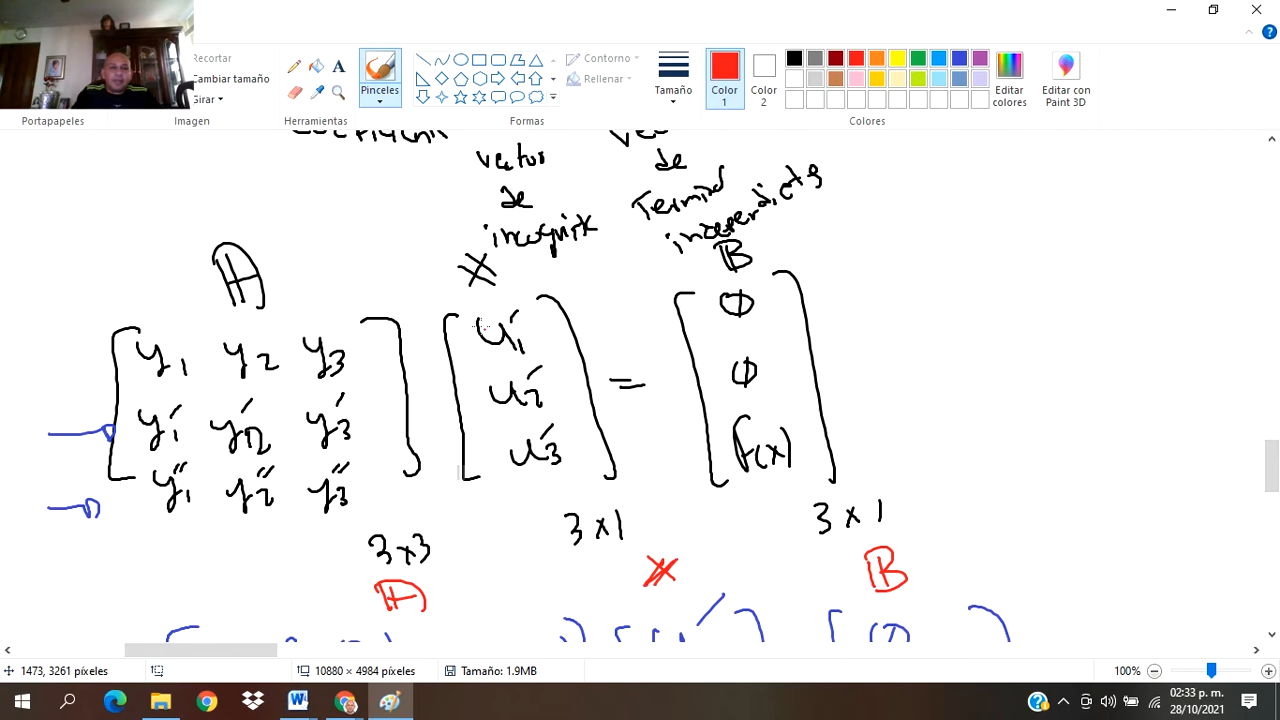 Recortar
Cambiar tamaño
Girar
Contorno
Rellenar
Pinceles
Tamaño
Color 1
Color 2
Editar colores
Editar con Paint 3D
Portapapeles
Imagen
Herramientas
Formas
Colores
vector
de
de
A
X
B
y1 y2 y3
y1' y2' y3'
y1'' y2'' y3''
u1'
u2'
u3'
=
0
0
f(x)
3x3
3x1
3x1
A
X
B
1473, 3261 píxeles
10880 × 4984 píxeles
Tamaño: 1.9MB
100%
02:33 p. m.
28/10/2021